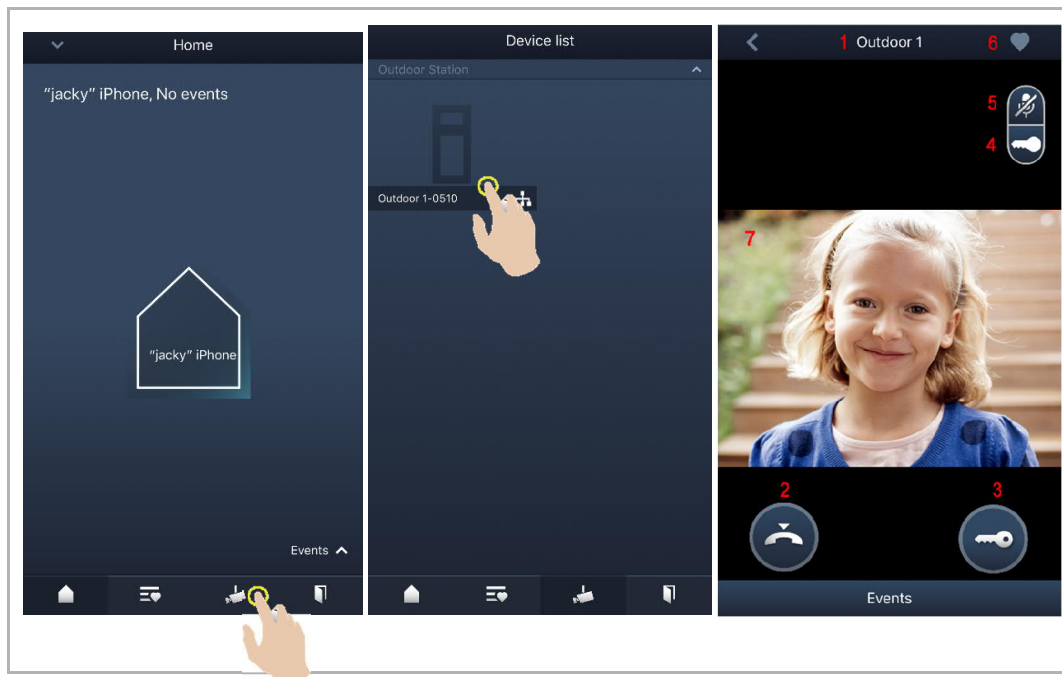 Home
"jacky" iPhone, No events
"jacky" iPhone
Events
Device list
Outdoor Station
Outdoor 1-0510
1 Outdoor 1 6
5
4
7
2 3
Events